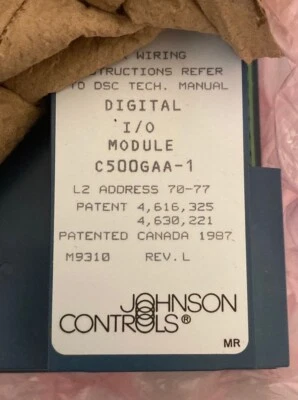 WIRING
INSTRUCTIONS REFER
TO DSC TECH. MANUAL
DIGITAL
I/O
MODULE
C500GAA-1
L2 ADDRESS 70-77
PATENT 4,616,325
4,630,221
PATENTED CANADA 1987
M9310 REV.L
JOHNSON
CONTROLS®
MR